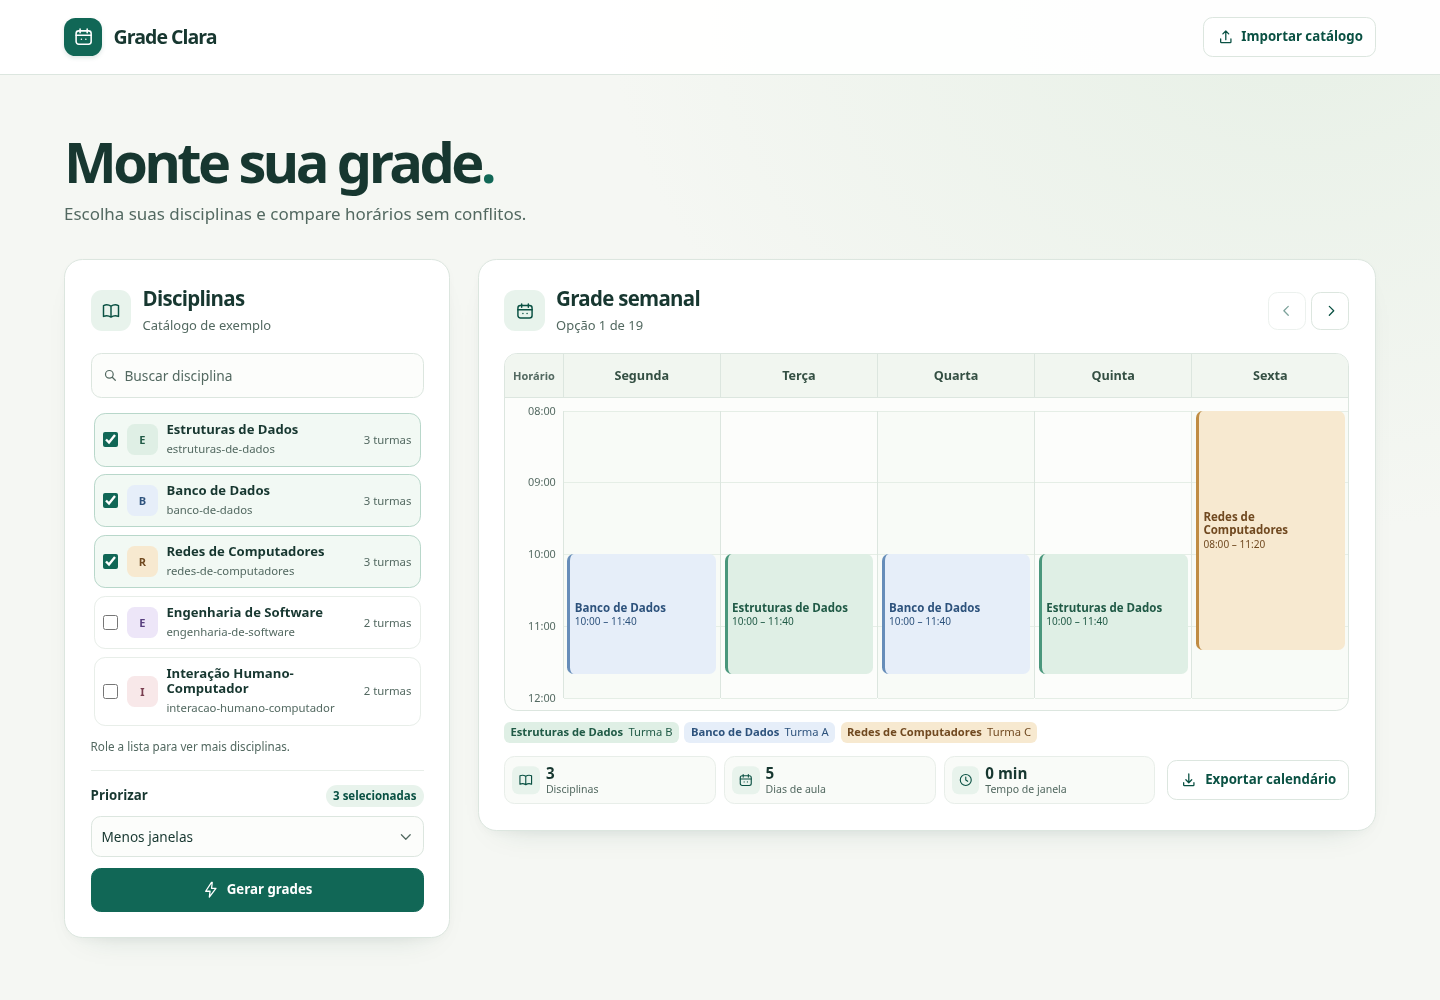 Grade Clara
Importar catálogo
Monte sua grade.
Escolha suas disciplinas e compare horários sem conflitos.
Disciplinas
Catálogo de exemplo
Buscar disciplina
E
Estruturas de Dados
estruturas-de-dados
3 turmas
B
Banco de Dados
banco-de-dados
3 turmas
R
Redes de Computadores
redes-de-computadores
3 turmas
E
Engenharia de Software
engenharia-de-software
2 turmas
I
Interação Humano-
Computador
interacao-humano-computador
2 turmas
Role a lista para ver mais disciplinas.
Priorizar
3 selecionadas
Menos janelas
Gerar grades
Grade semanal
Opção 1 de 19
Horário
Segunda
Terça
Quarta
Quinta
Sexta
08:00
09:00
10:00
11:00
12:00
Banco de Dados
10:00 – 11:40
Estruturas de Dados
10:00 – 11:40
Banco de Dados
10:00 – 11:40
Estruturas de Dados
10:00 – 11:40
Redes de
Computadores
08:00 – 11:20
Estruturas de Dados Turma B
Banco de Dados Turma A
Redes de Computadores Turma C
3
Disciplinas
5
Dias de aula
0 min
Tempo de janela
Exportar calendário